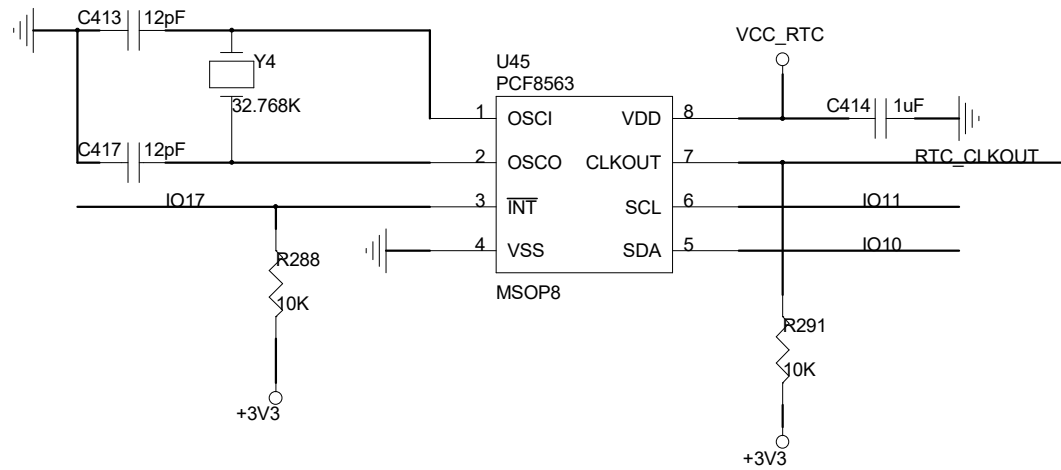 C413 12pF
VCC_RTC
Y4
U45
PCF8563
32.768K
C414 1uF
1 OSCI VDD 8
C417 12pF
2 OSCO CLKOUT 7
RTC_CLKOUT
IO17
3 INT SCL 6
IO11
4 VSS SDA 5
IO10
R288
MSOP8
10K
R291
10K
+3V3
+3V3